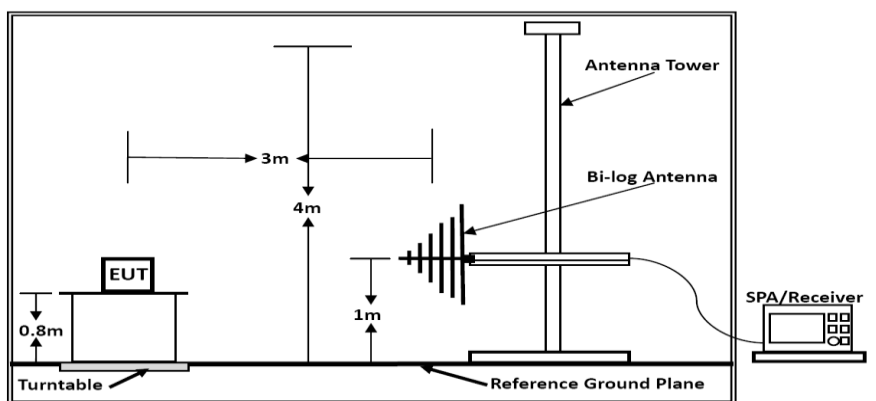 Antenna Tower
3m
Bi-log Antenna
4m
EUT
SPA/Receiver
0.8m
1m
Turntable
Reference Ground Plane